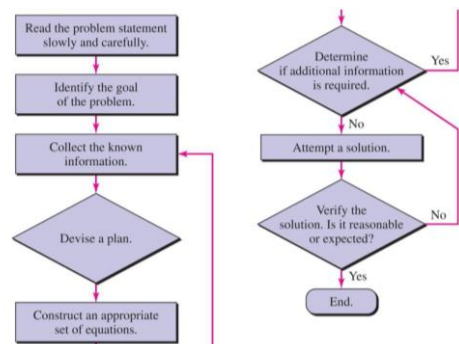 Read the problem statement
slowly and carefully.
Identify the goal
of the problem.
Collect the known
information.
Devise a plan.
Construct an appropriate
set of equations.
Determine
if additional information
is required.
Yes
No
Attempt a solution.
Verify the
solution. Is it reasonable
or expected?
No
Yes
End.